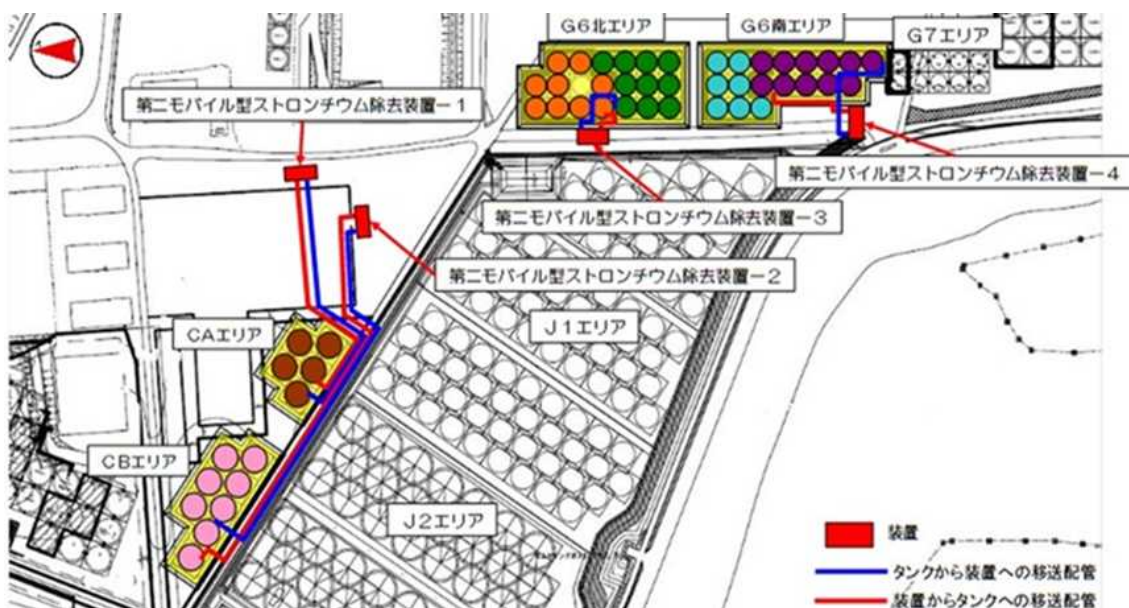 G6北エリア
G6南エリア
G7エリア
第二モバイル型ストロンチウム除去装置－1
第二モバイル型ストロンチウム除去装置－4
第二モバイル型ストロンチウム除去装置－3
第二モバイル型ストロンチウム除去装置－2
CAエリア
J1エリア
CBエリア
J2エリア
装置
タンクから装置への移送配管
装置からタンクへの移送配管